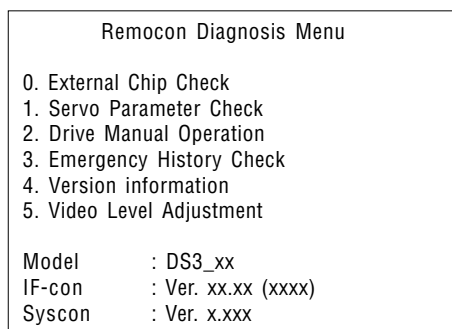 Remocon Diagnosis Menu
0. External Chip Check
1. Servo Parameter Check
2. Drive Manual Operation
3. Emergency History Check
4. Version information
5. Video Level Adjustment
Model : DS3_xx
IF-con : Ver. xx.xx (xxxx)
Syscon : Ver. x.xxx